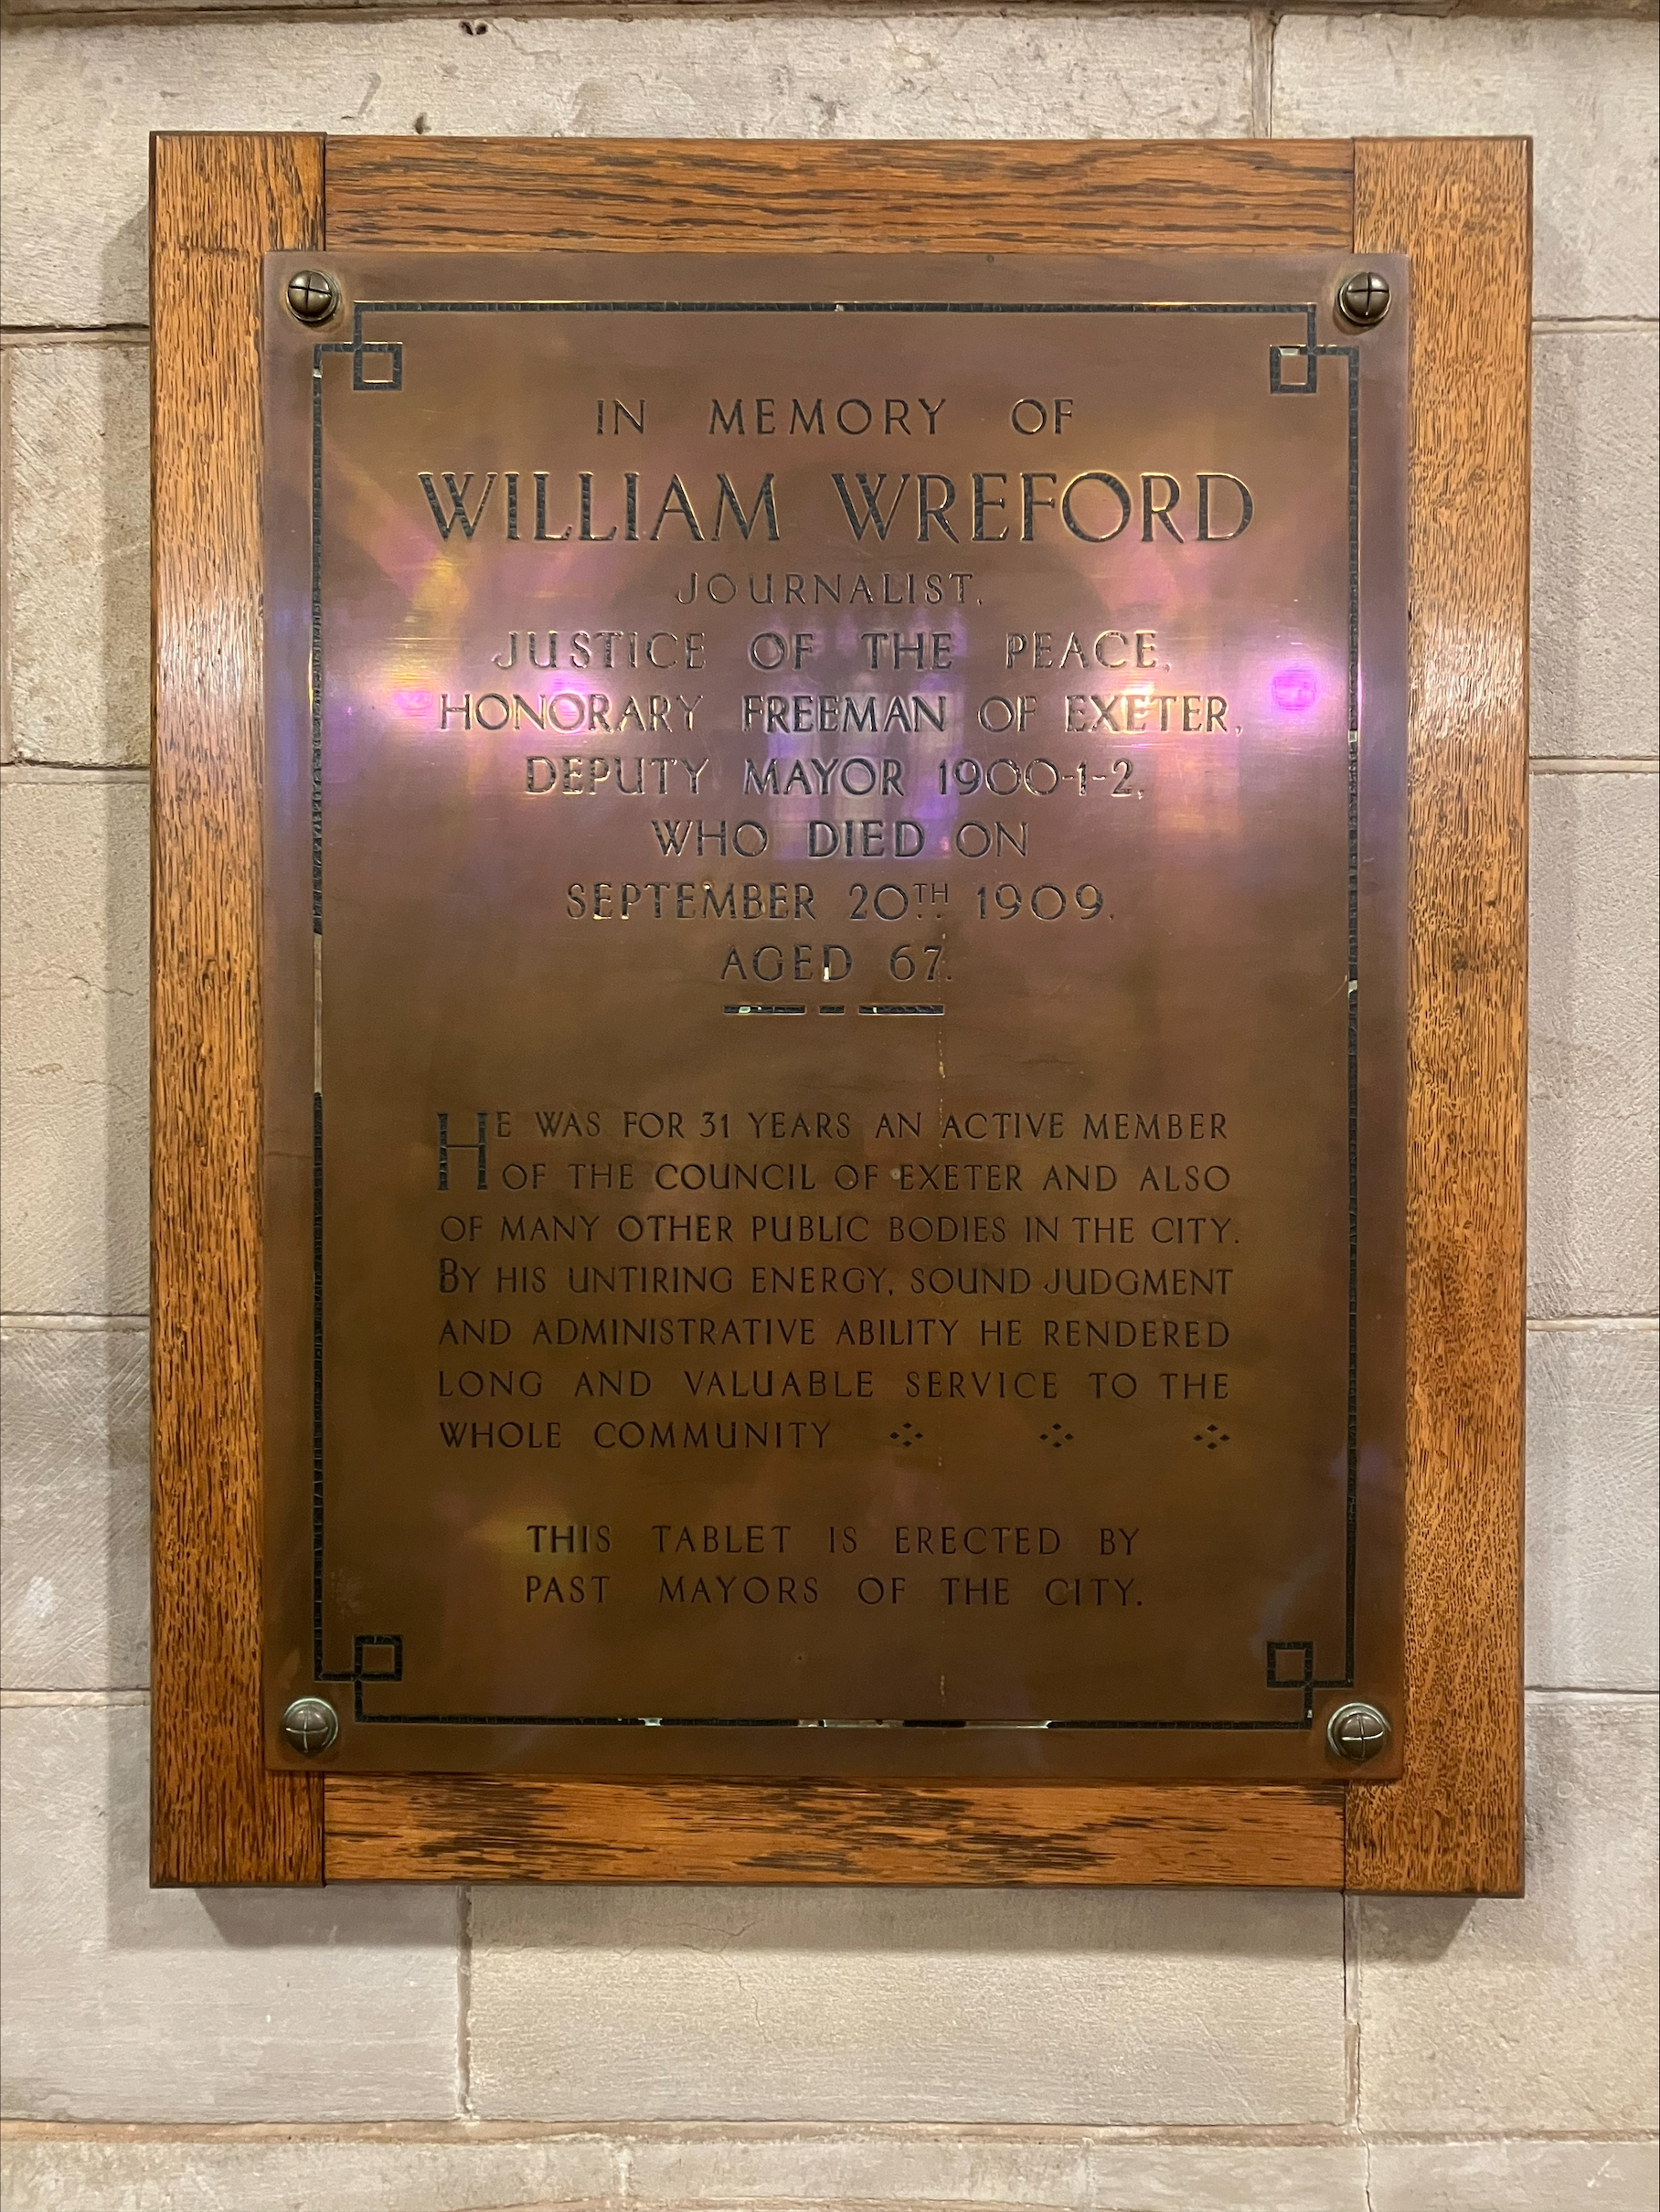 IN MEMORY OF
WILLIAM WREFORD
JOURNALIST,
JUSTICE OF THE PEACE,
HONORARY FREEMAN OF EXETER,
DEPUTY MAYOR 1900-1-2,
WHO DIED ON
SEPTEMBER 20TH 1909.
AGED 67.
HE WAS FOR 31 YEARS AN ACTIVE MEMBER
OF THE COUNCIL OF EXETER AND ALSO
OF MANY OTHER PUBLIC BODIES IN THE CITY.
BY HIS UNTIRING ENERGY, SOUND JUDGMENT
AND ADMINISTRATIVE ABILITY HE RENDERED
LONG AND VALUABLE SERVICE TO THE
WHOLE COMMUNITY
THIS TABLET IS ERECTED BY
PAST MAYORS OF THE CITY.